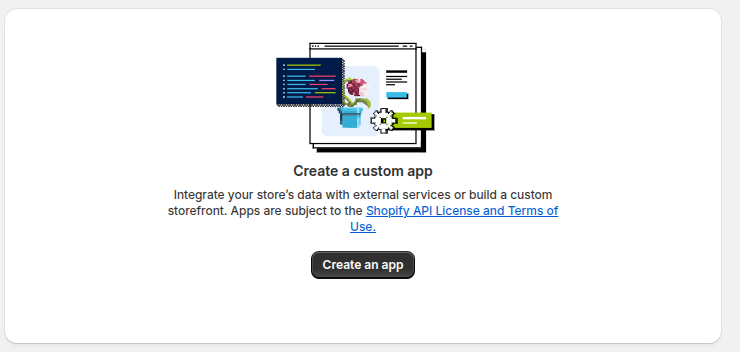 Create a custom app
Integrate your store's data with external services or build a custom
storefront. Apps are subject to the Shopify API License and Terms of
Use.
Create an app